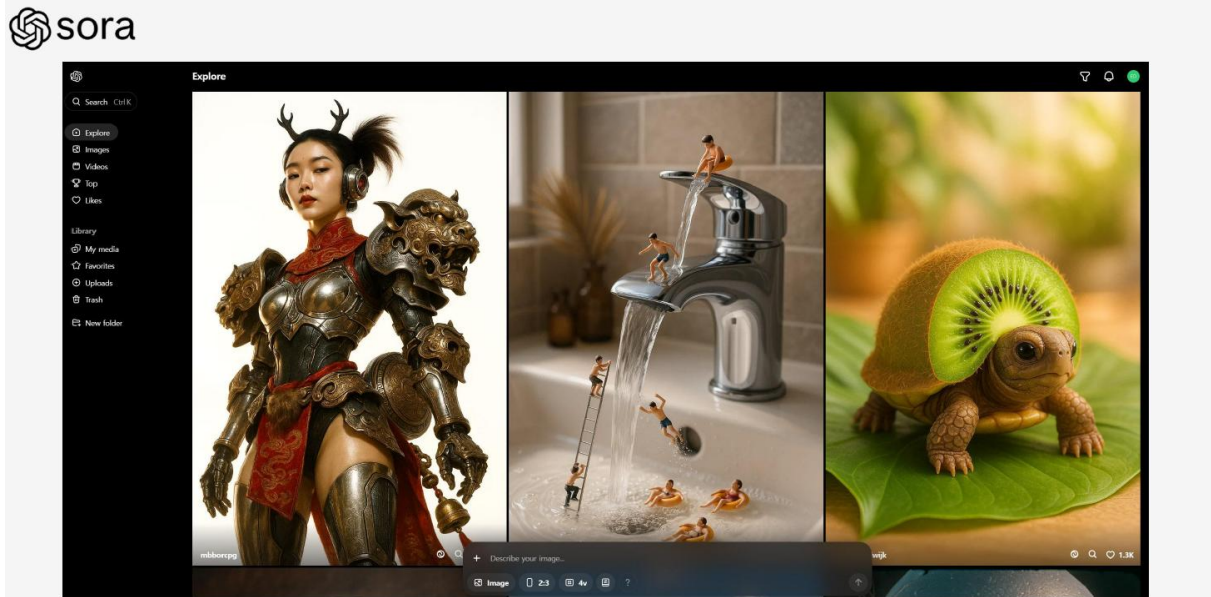 sora
Explore
Search Ctrl K
Explore
Images
Videos
Top
Likes
Library
My media
Favorites
Uploads
Trash
New folder
mbborcpg
wijk
1.3K
+ Describe your image...
Image 2:3 4v ?